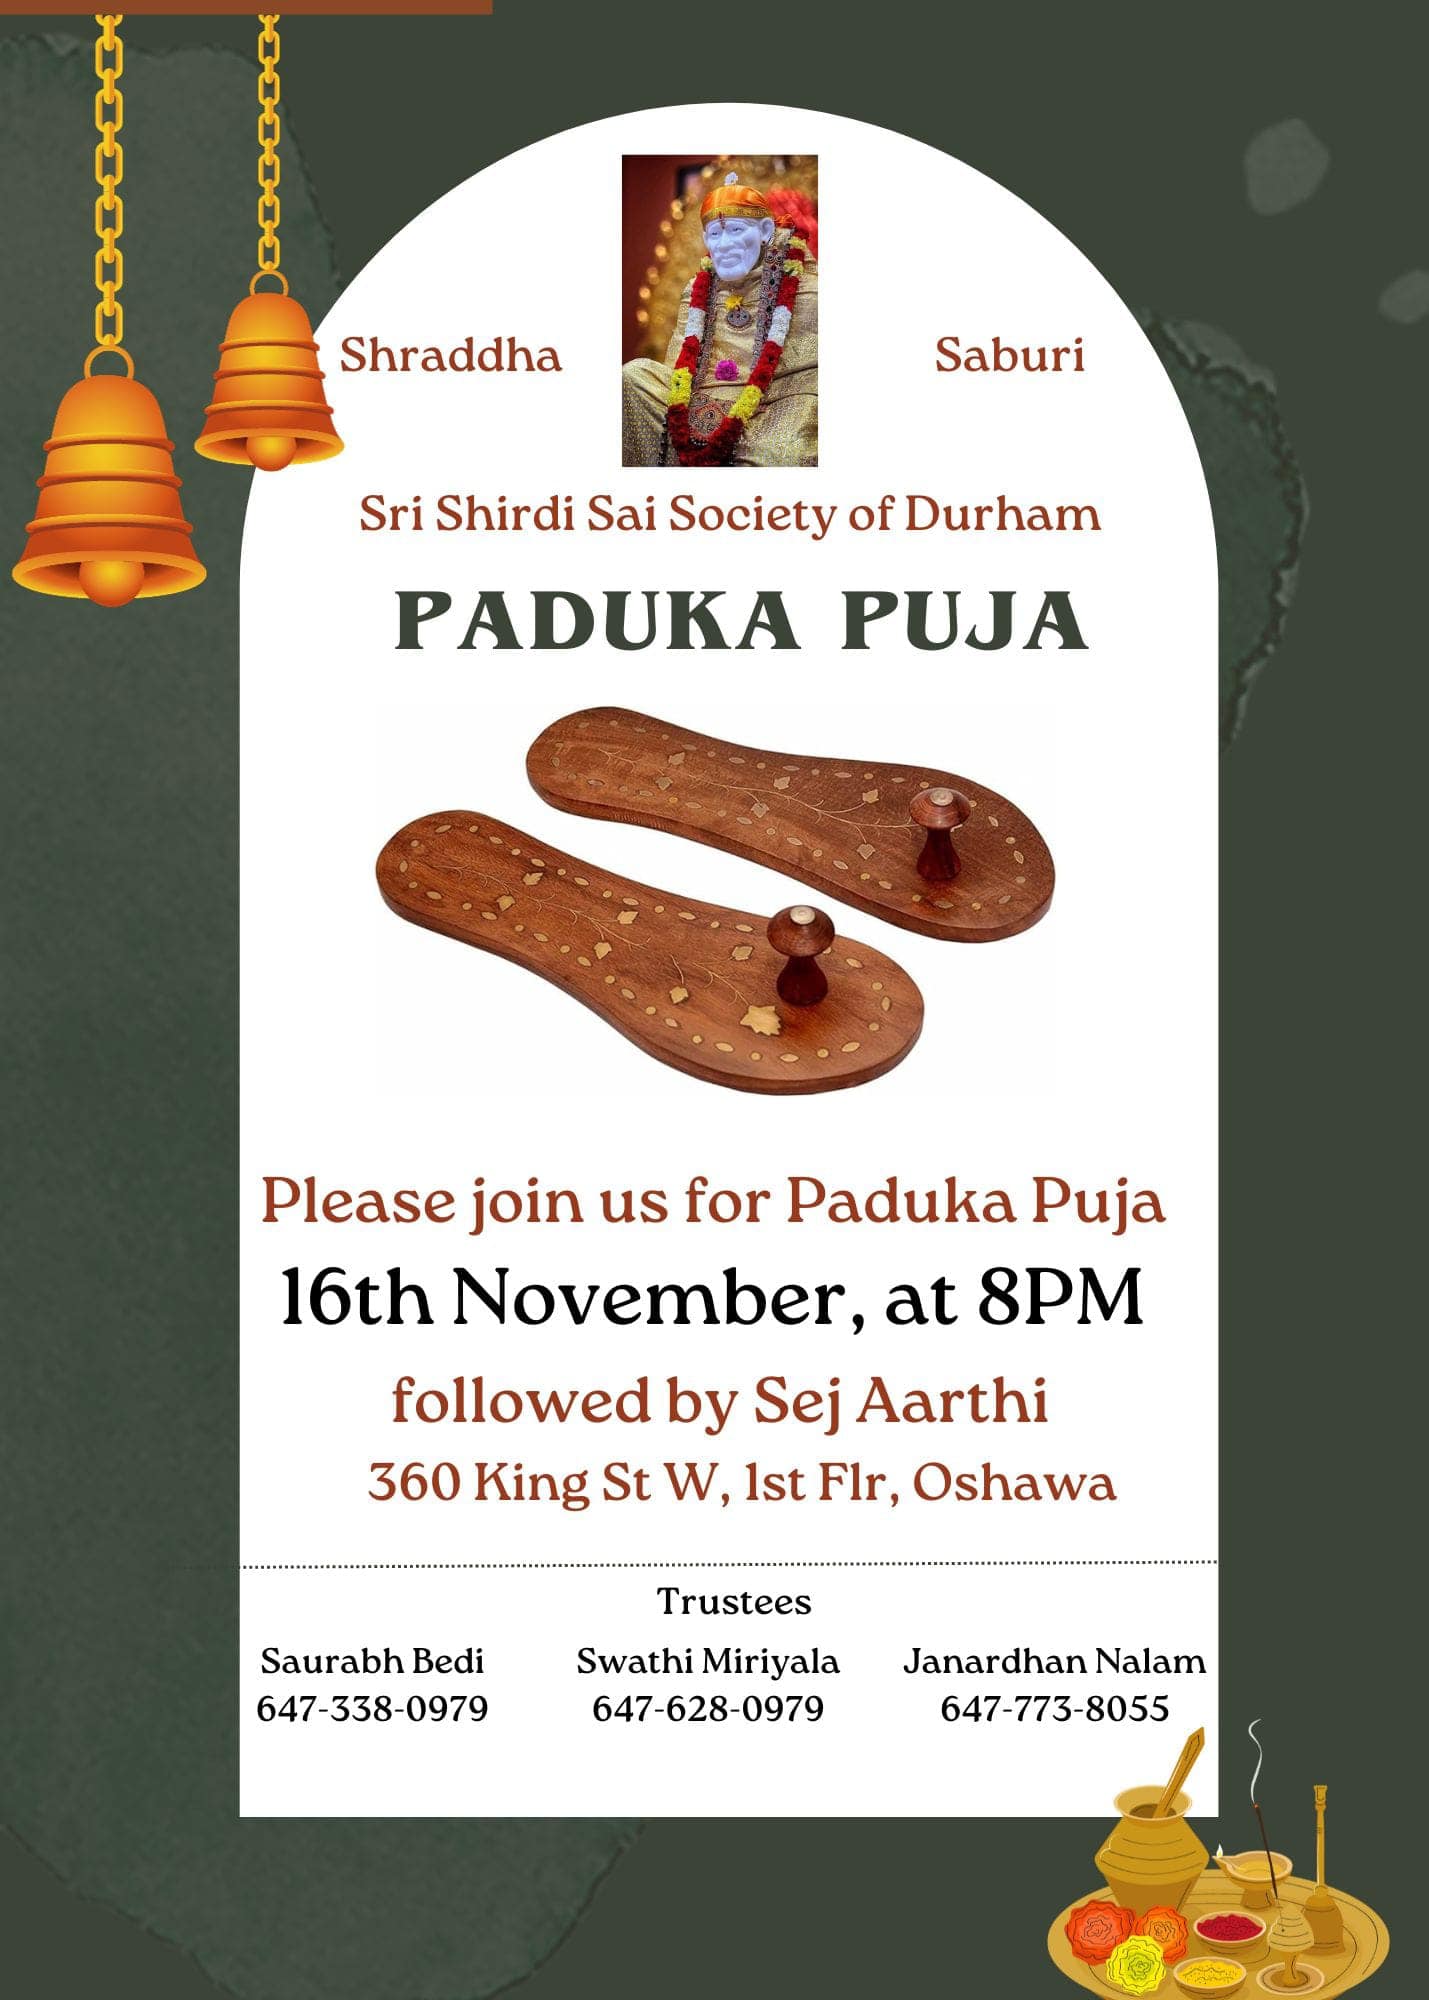 Shraddha
Saburi
Sri Shirdi Sai Society of Durham
PADUKA PUJA
Please join us for Paduka Puja
16th November, at 8PM
followed by Sej Aarthi
360 King St W, 1st Flr, Oshawa
Trustees
Saurabh Bedi
647-338-0979
Swathi Miriyala
647-628-0979
Janardhan Nalam
647-773-8055